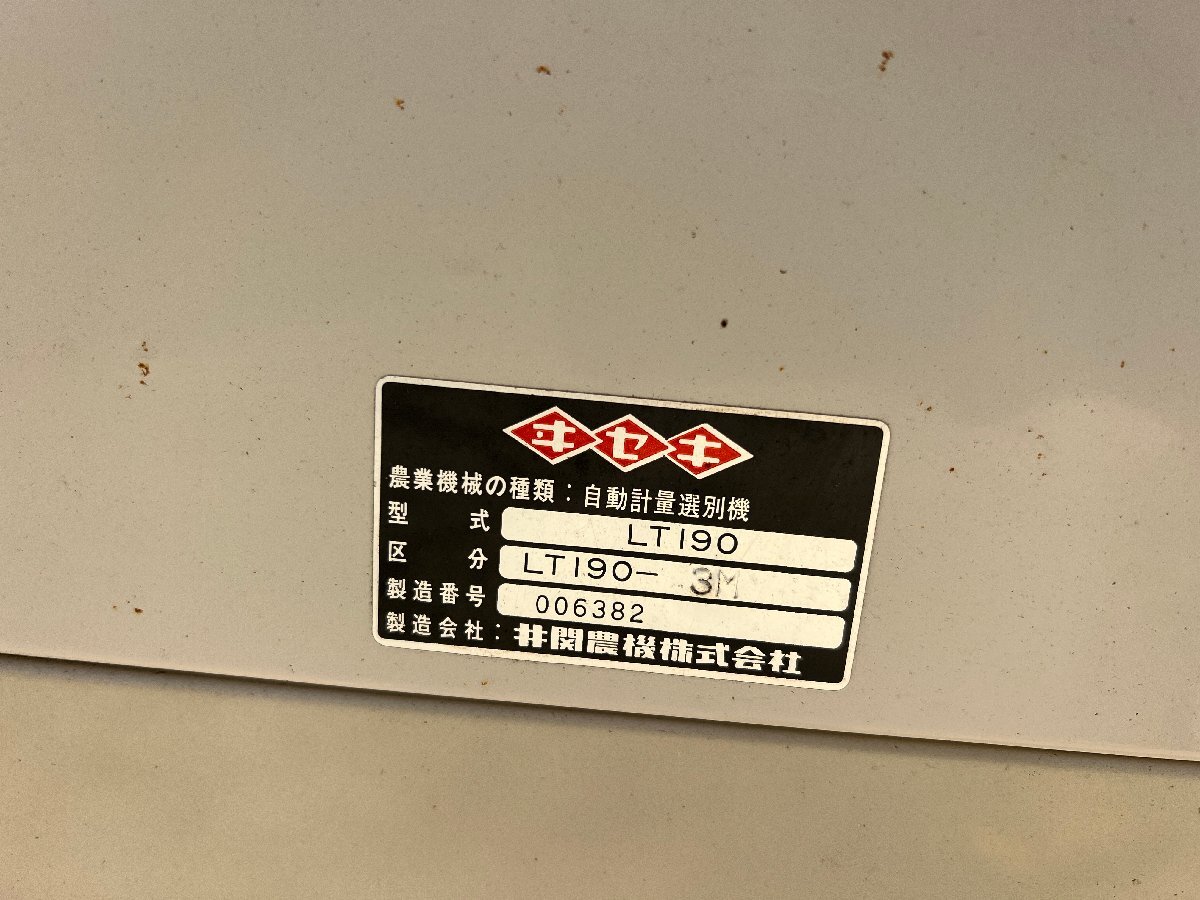 ヰセキ
農業機械の種類：自動計量選別機
型式 LT190
区分 LT190-3M
製造番号 006382
製造会社：井関農機株式会社